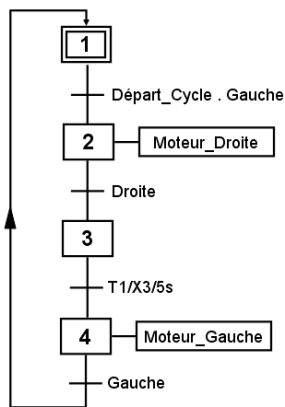 1
Départ_Cycle . Gauche
2 Moteur_Droite
Droite
3
T1/X3/5s
4 Moteur_Gauche
Gauche